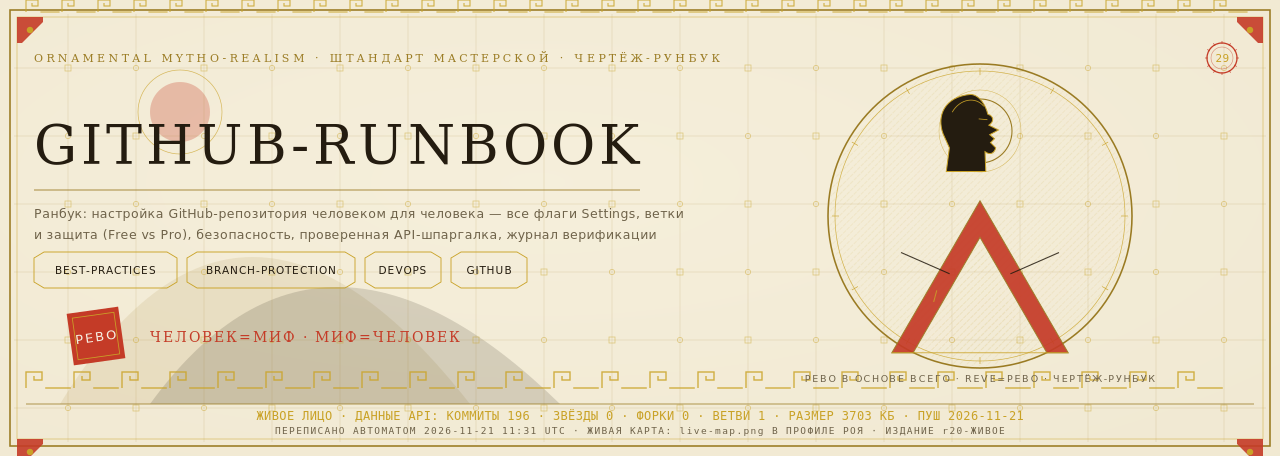 ORNAMENTAL MYTHO-REALISM · ШТАНДАРТ МАСТЕРСКОЙ · ЧЕРТЁЖ-РУНБУК
29
GITHUB-RUNBOOK
Ранбук: настройка GitHub-репозитория человеком для человека — все флаги Settings, ветки
и защита (Free vs Pro), безопасность, проверенная API-шпаргалка, журнал верификации
BEST-PRACTICES
BRANCH-PROTECTION
DEVOPS
GITHUB
РЕВО
ЧЕЛОВЕК=МИФ · МИФ=ЧЕЛОВЕК
РЕВО В ОСНОВЕ ВСЕГО · REVE=РЕВО · ЧЕРТЁЖ-РУНБУК
ЖИВОЕ ЛИЦО · ДАННЫЕ API: КОММИТЫ 196 · ЗВЁЗДЫ 0 · ФОРКИ 0 · ВЕТВИ 1 · РАЗМЕР 3703 КБ · ПУШ 2026-11-21
ПЕРЕПИСАНО АВТОМАТОМ 2026-11-21 11:31 UTC · ЖИВАЯ КАРТА: live-map.png В ПРОФИЛЕ РОЯ · ИЗДАНИЕ r20-ЖИВОЕ